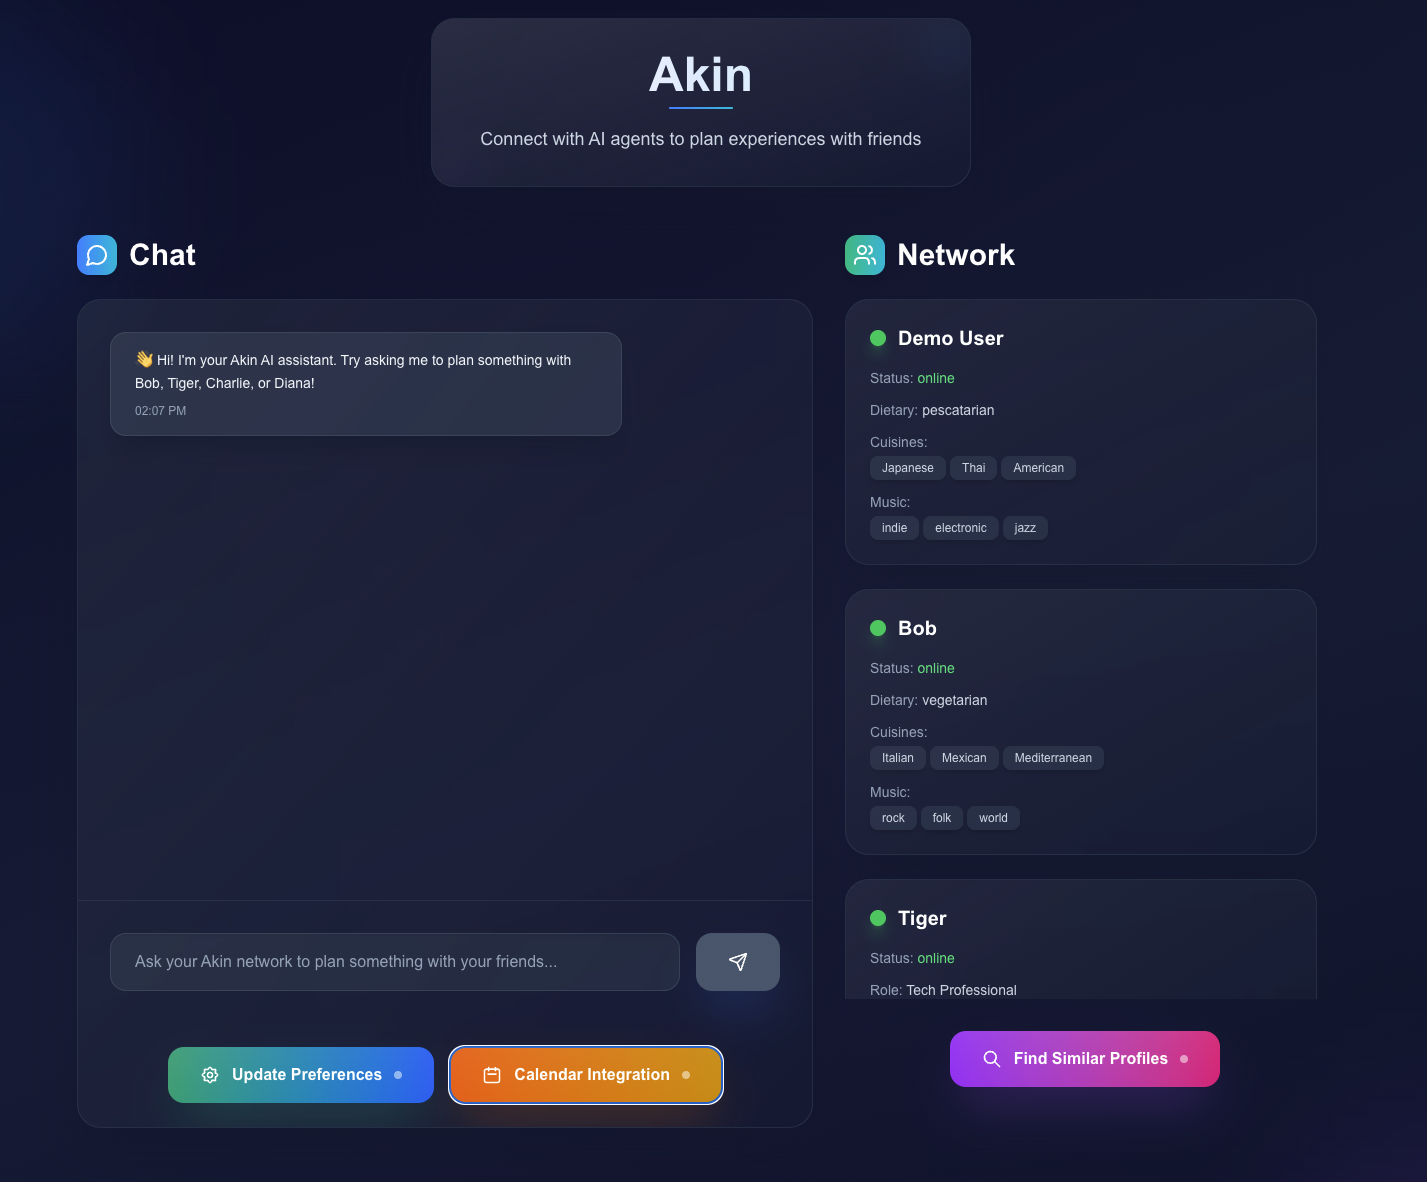 Akin
Connect with AI agents to plan experiences with friends
Chat
👋 Hi! I'm your Akin AI assistant. Try asking me to plan something with
Bob, Tiger, Charlie, or Diana!
02:07 PM
Ask your Akin network to plan something with your friends...
Update Preferences
Calendar Integration
Network
Demo User
Status: online
Dietary: pescatarian
Cuisines:
Japanese Thai American
Music:
indie electronic jazz
Bob
Status: online
Dietary: vegetarian
Cuisines:
Italian Mexican Mediterranean
Music:
rock folk world
Tiger
Status: online
Role: Tech Professional
Find Similar Profiles